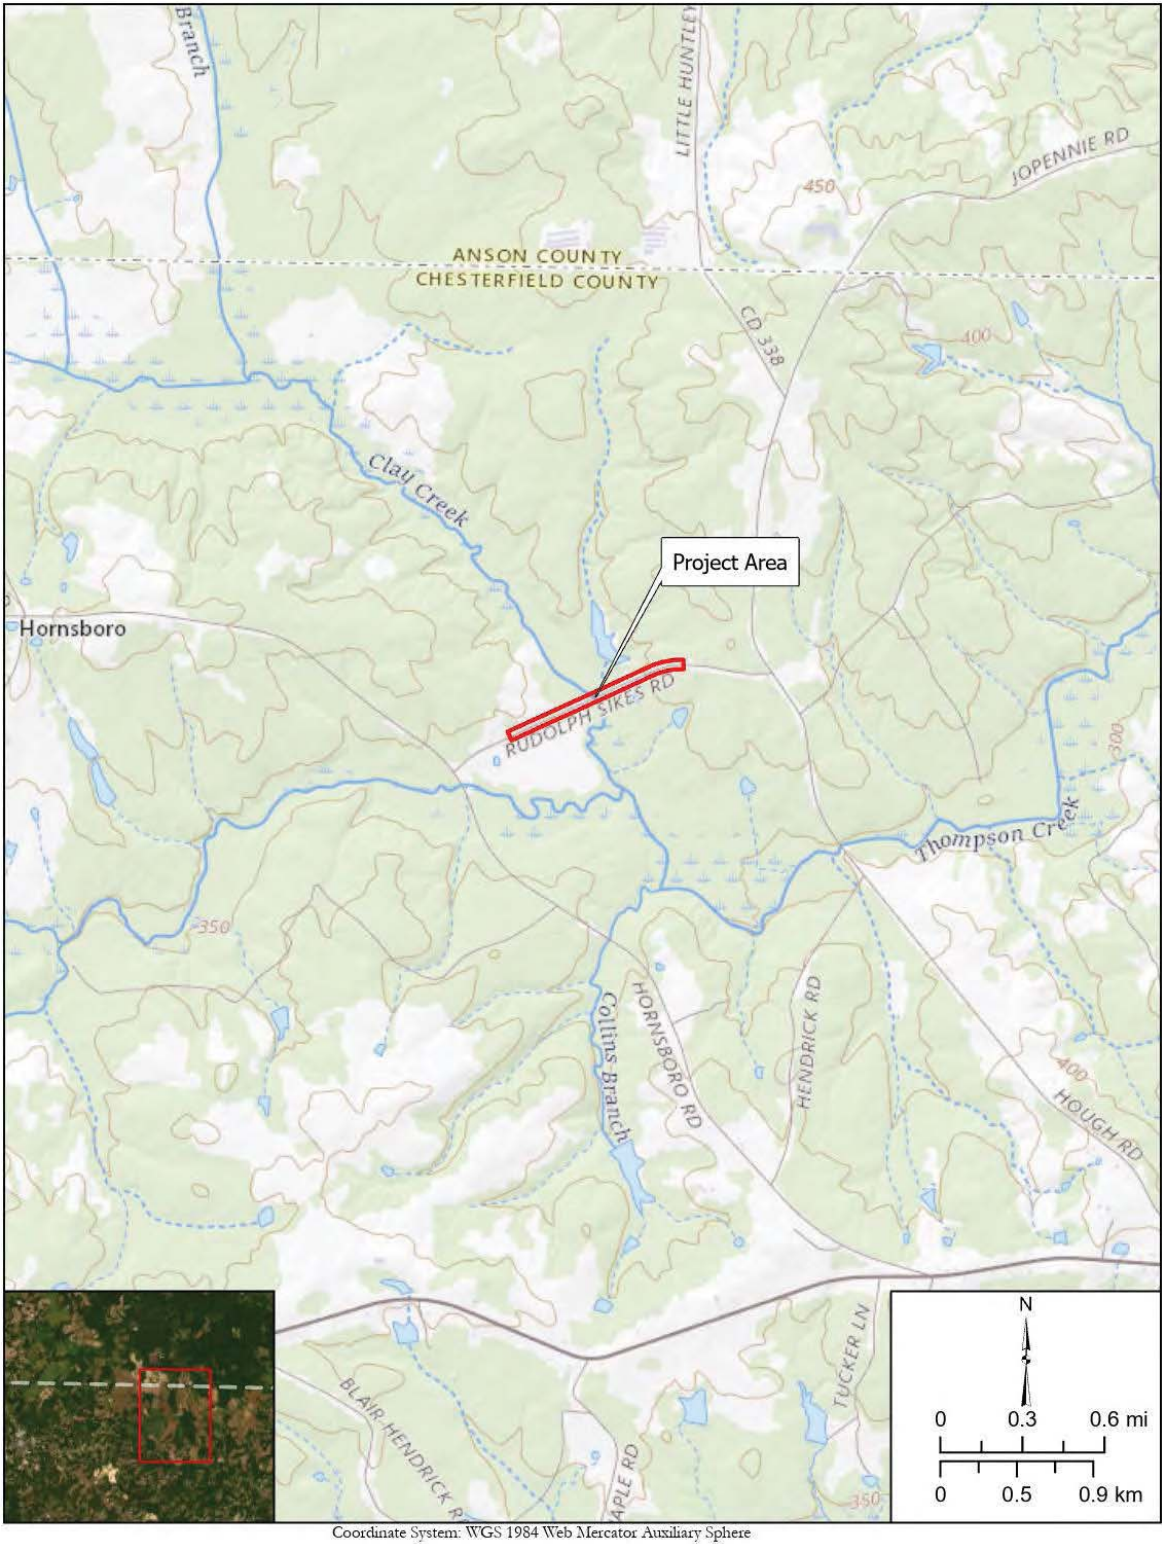 Branch
LITTLE HUNTLEY
JOPENNIE RD
450
ANSON COUNTY
CHESTERFIELD COUNTY
CD 338
400
Clay Creek
Project Area
Hornsboro
RUDOLPH SIKES RD
300
Thompson Creek
350
HORNSBORO RD
HENDRICK RD
Collins Branch
400
HOUGH RD
TUCKER LN
BLAIR HENDRICK R
APLE RD
350
N
0 0.3 0.6 mi
0 0.5 0.9 km
Coordinate System: WGS 1984 Web Mercator Auxiliary Sphere